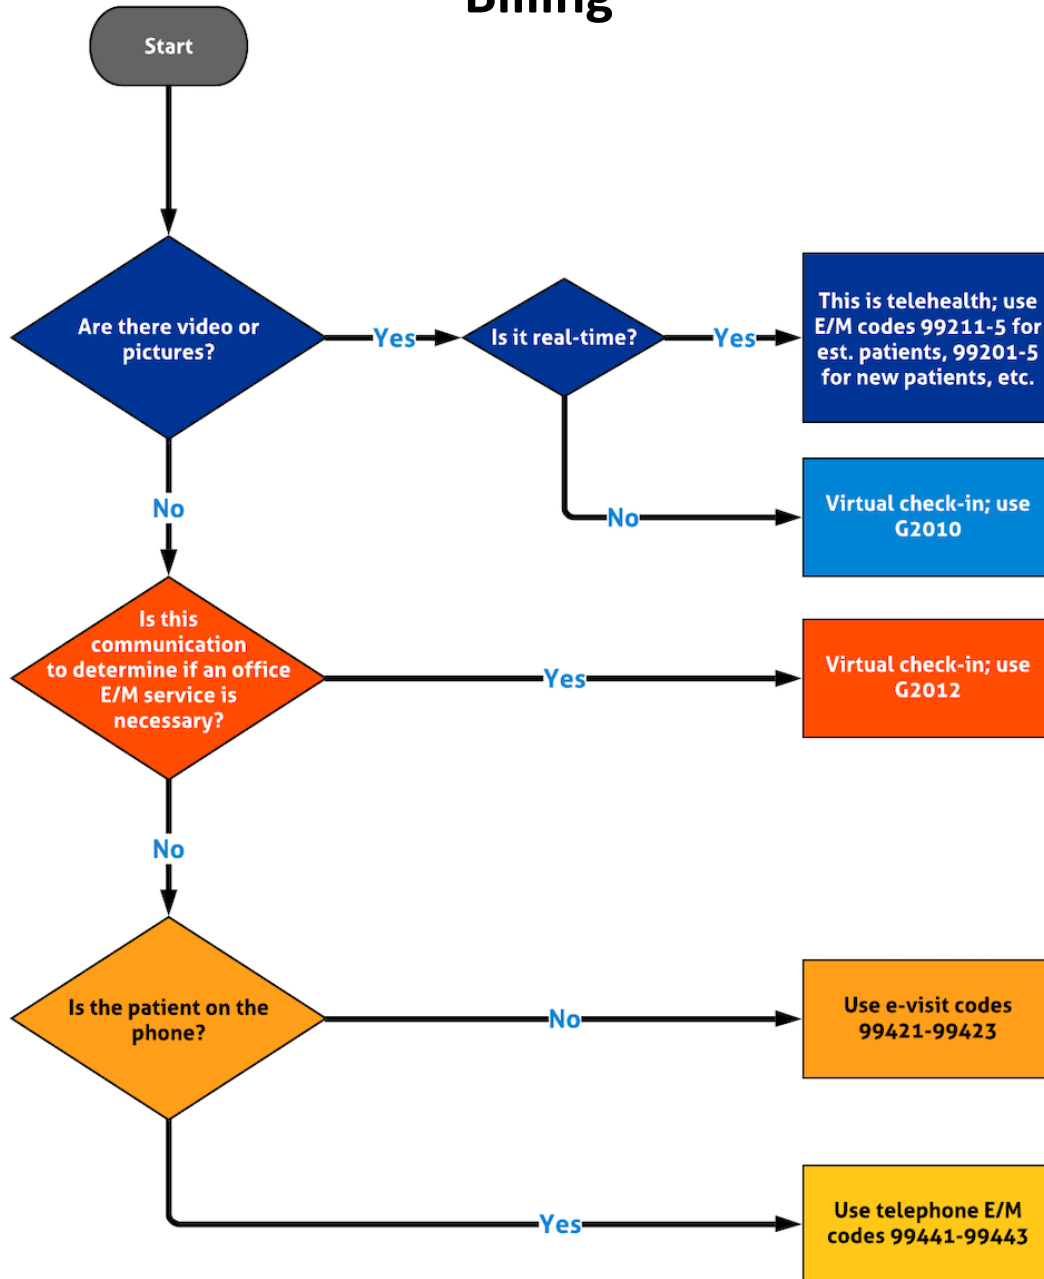 Billing
Start
Are there video or
pictures?
Yes
Is it real-time?
Yes
This is telehealth; use
E/M codes 99211-5 for
est. patients, 99201-5
for new patients, etc.
No
No
Virtual check-in; use
G2010
Is this
communication
to determine if an office
E/M service is
necessary?
Yes
Virtual check-in; use
G2012
No
Is the patient on the
phone?
No
Use e-visit codes
99421-99423
Yes
Use telephone E/M
codes 99441-99443